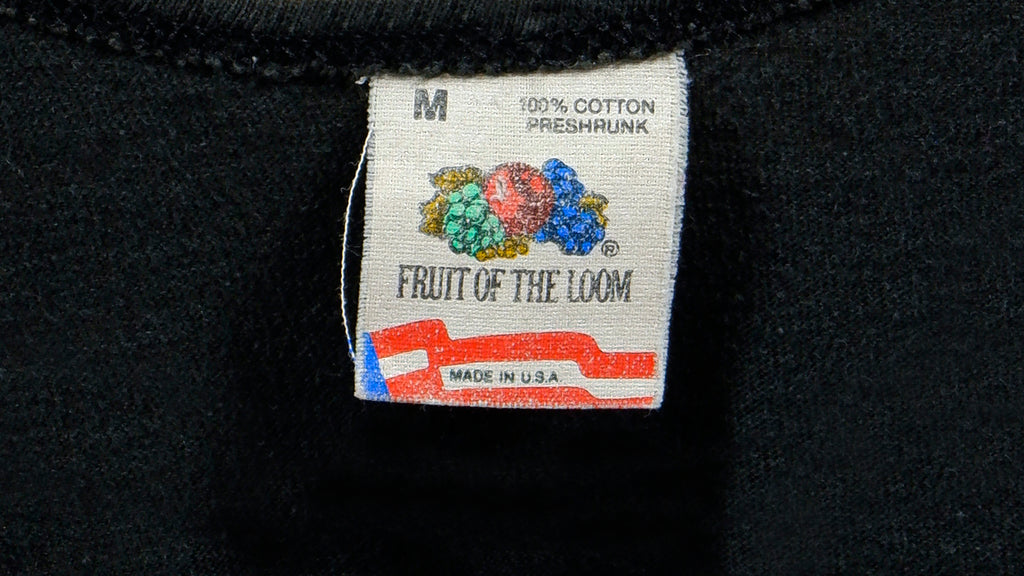 M
100% COTTON
PRESHRUNK
®
FRUIT OF THE LOOM
MADE IN U.S.A.